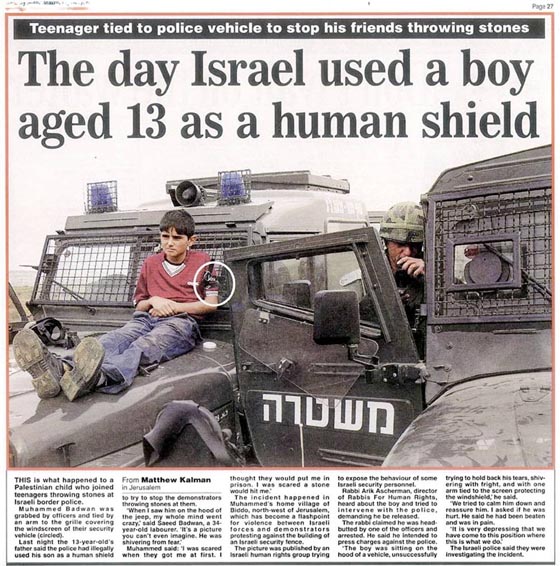 Page 27
Teenager tied to police vehicle to stop his friends throwing stones
The day Israel used a boy
aged 13 as a human shield
משטרה
THIS is what happened to a
Palestinian child who joined
teenagers throwing stones at
Israeli border police.
Muhammed Badwan was
grabbed by officers and tied by
an arm to the grille covering
the windscreen of their security
vehicle (circled).
Last night the 13-year-old's
father said the police had illegally
used his son as a human shield
From Matthew Kalman
in Jerusalem
to try to stop the demonstrators
throwing stones at them.
'When I saw him on the hood of
the jeep, my whole mind went
crazy,' said Saeed Badwan, a 34-
year-old labourer. 'It's a picture
you can't even imagine. He was
shivering from fear.'
Muhammed said: 'I was scared
when they got me at first. I
thought they would put me in
prison. I was scared a stone
would hit me.'
The incident happened in
Muhammed's home village of
Biddo, north-west of Jerusalem,
which has become a flashpoint
for violence between Israeli
forces and demonstrators
protesting against the building of
an Israeli security fence.
The picture was published by an
Israeli human rights group trying
to expose the behaviour of some
Israeli security personnel.
Rabbi Arik Ascherman, director
of Rabbis For Human Rights,
heard about the boy and tried to
intervene with the police,
demanding he be released.
The rabbi claimed he was head-
butted by one of the officers and
arrested. He said he intended to
press charges against the police.
'The boy was sitting on the
hood of a vehicle, unsuccessfully
trying to hold back his tears, shiv-
ering with fright, and with one
arm tied to the screen protecting
the windshield,' he said.
'We tried to calm him down and
reassure him. I asked if he was
hurt. He said he had been beaten
and was in pain.
'It is very depressing that we
have come to this position where
this is what we do.'
The Israeli police said they were
investigating the incident.